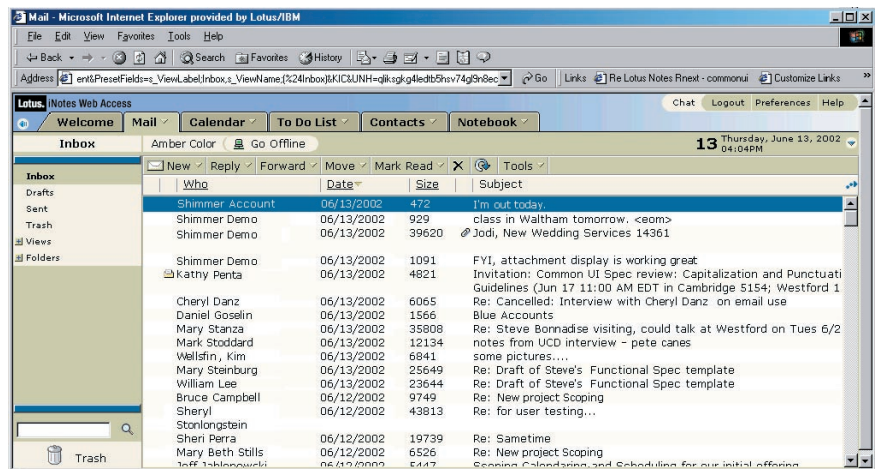 Mail - Microsoft Internet Explorer provided by Lotus/IBM
File Edit View Favorites Tools Help
Back Search Favorites History
Address ent&PresetFields=s_ViewLabel;Inbox,s_ViewName;(%24Inbox)&KIC&UNH= Go Links Re Lotus Notes Rnext - commonui Customize Links »
Lotus. iNotes Web Access Chat Logout Preferences Help
Welcome Mail Calendar To Do List Contacts Notebook
Inbox Amber Color Go Offline 13 Thursday, June 13, 2002
04:04PM
New Reply Forward Move Mark Read Tools
Inbox
Drafts
Sent
Trash
Views
Folders
Trash
Who Date Size Subject
Shimmer Account 06/13/2002 472 I'm out today.
Shimmer Demo 06/13/2002 929 class in Waltham tomorrow. <eom>
Shimmer Demo 06/13/2002 39620 Jodi, New Wedding Services 14361
Shimmer Demo 06/13/2002 1091 FYI, attachment display is working great
Kathy Penta 06/13/2002 4821 Invitation: Common UI Spec review: Capitalization and Punctuati
Guidelines (Jun 17 11:00 AM EDT in Cambridge 5154; Westford 1
Cheryl Danz 06/13/2002 6065 Re: Cancelled: Interview with Cheryl Danz on email use
Daniel Goselin 06/13/2002 1566 Blue Accounts
Mary Stanza 06/13/2002 35808 Re: Steve Bonnadise visiting, could talk at Westford on Tues 6/2
Mark Stoddard 06/13/2002 12134 notes from UCD interview - pete canes
Wellsfin, Kim 06/13/2002 6841 some pictures....
Mary Steinburg 06/13/2002 25649 Re: Draft of Steve's Functional Spec template
William Lee 06/13/2002 23644 Re: Draft of Steve's Functional Spec template
Bruce Campbell 06/12/2002 9749 Re: New project Scoping
Sheryl 06/12/2002 43813 Re: for user testing...
Stonlongstein
Sheri Perra 06/12/2002 19739 Re: Sametime
Mary Beth Stills 06/12/2002 6526 Re: New project Scoping
06/12/2002 5447 Scoping Calendaring and Scheduling for our initial offering